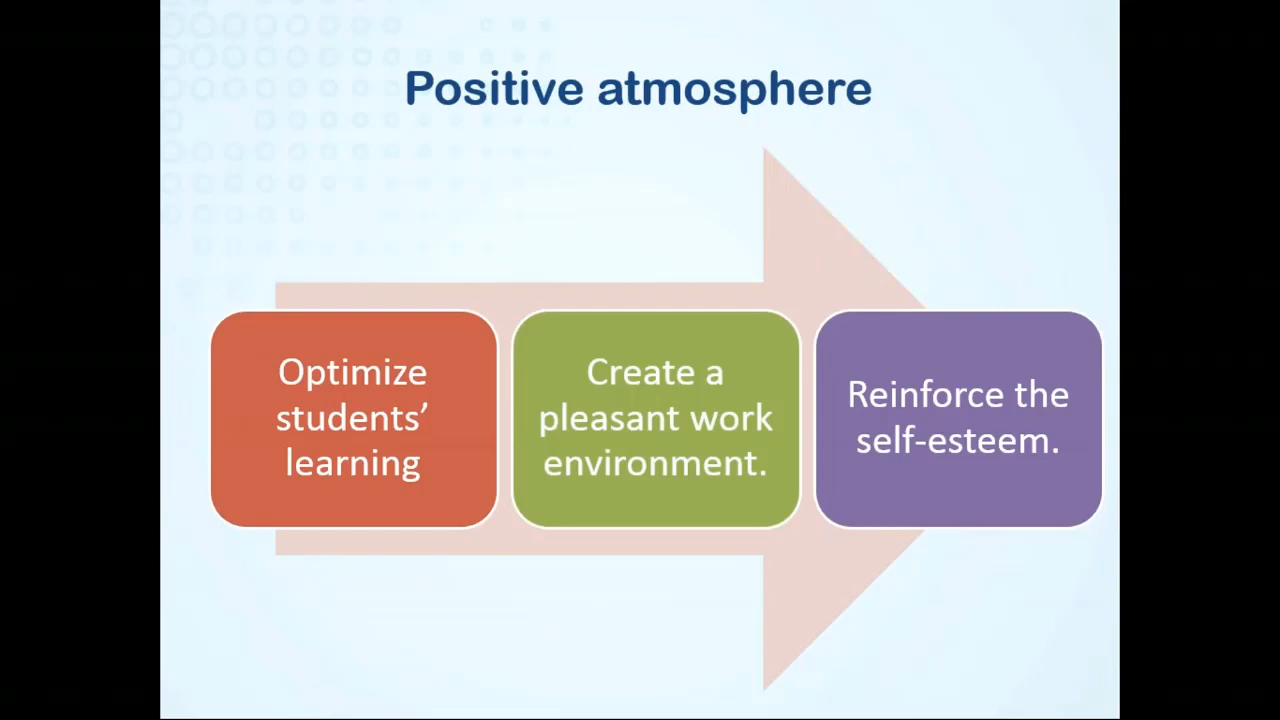 Positive atmosphere
Optimize
students’
learning
Create a
pleasant work
environment.
Reinforce the
self-esteem.